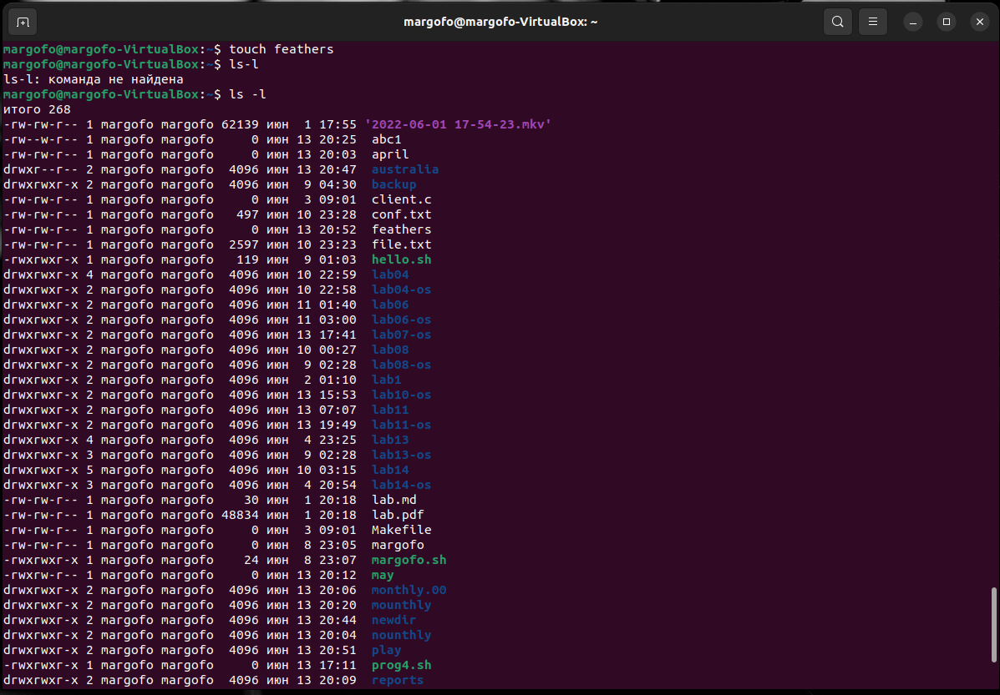 margofo@margofo-VirtualBox: ~
margofo@margofo-VirtualBox:~$ touch feathers
margofo@margofo-VirtualBox:~$ ls-l
ls-l: команда не найдена
margofo@margofo-VirtualBox:~$ ls -l
итого 268
-rw-rw-r-- 1 margofo margofo 62139 июн  1 17:55 '2022-06-01 17-54-23.mkv'
-rw--w-r-- 1 margofo margofo     0 июн 13 20:25  abc1
-rw-rw-r-- 1 margofo margofo     0 июн 13 20:03  april
drwxr--r-- 2 margofo margofo  4096 июн 13 20:47  australia
drwxrwxr-x 2 margofo margofo  4096 июн  9 04:30  backup
-rw-rw-r-- 1 margofo margofo     0 июн  3 09:01  client.c
-rw-rw-r-- 1 margofo margofo   497 июн 10 23:28  conf.txt
-rw-rw-r-- 1 margofo margofo     0 июн 13 20:52  feathers
-rw-rw-r-- 1 margofo margofo  2597 июн 10 23:23  file.txt
-rwxrwxr-x 1 margofo margofo   119 июн  9 01:03  hello.sh
drwxrwxr-x 4 margofo margofo  4096 июн 10 22:59  lab04
drwxrwxr-x 2 margofo margofo  4096 июн 10 22:58  lab04-os
drwxrwxr-x 2 margofo margofo  4096 июн 11 01:40  lab06
drwxrwxr-x 2 margofo margofo  4096 июн 11 03:00  lab06-os
drwxrwxr-x 2 margofo margofo  4096 июн 13 17:41  lab07-os
drwxrwxr-x 2 margofo margofo  4096 июн 10 00:27  lab08
drwxrwxr-x 2 margofo margofo  4096 июн  9 02:28  lab08-os
drwxrwxr-x 2 margofo margofo  4096 июн  2 01:10  lab1
drwxrwxr-x 2 margofo margofo  4096 июн 13 15:53  lab10-os
drwxrwxr-x 2 margofo margofo  4096 июн 13 07:07  lab11
drwxrwxr-x 2 margofo margofo  4096 июн 13 19:49  lab11-os
drwxrwxr-x 4 margofo margofo  4096 июн  4 23:25  lab13
drwxrwxr-x 3 margofo margofo  4096 июн  9 02:28  lab13-os
drwxrwxr-x 5 margofo margofo  4096 июн 10 03:15  lab14
drwxrwxr-x 3 margofo margofo  4096 июн  4 20:54  lab14-os
-rw-rw-r-- 1 margofo margofo    30 июн  1 20:18  lab.md
-rw-rw-r-- 1 margofo margofo 48834 июн  1 20:18  lab.pdf
-rw-rw-r-- 1 margofo margofo     0 июн  3 09:01  Makefile
-rw-rw-r-- 1 margofo margofo     0 июн  8 23:05  margofo
-rwxrwxr-x 1 margofo margofo    24 июн  8 23:07  margofo.sh
-rwxrw-r-- 1 margofo margofo     0 июн 13 20:12  may
drwxrwxr-x 2 margofo margofo  4096 июн 13 20:06  monthly.00
drwxrwxr-x 2 margofo margofo  4096 июн 13 20:20  mounthly
drwxrwxr-x 2 margofo margofo  4096 июн 13 20:44  newdir
drwxrwxr-x 2 margofo margofo  4096 июн 13 20:04  nounthly
drwxrwxr-x 2 margofo margofo  4096 июн 13 20:51  play
-rwxrwxr-x 1 margofo margofo     0 июн 13 17:11  prog4.sh
drwxrwxr-x 2 margofo margofo  4096 июн 13 20:09  reports